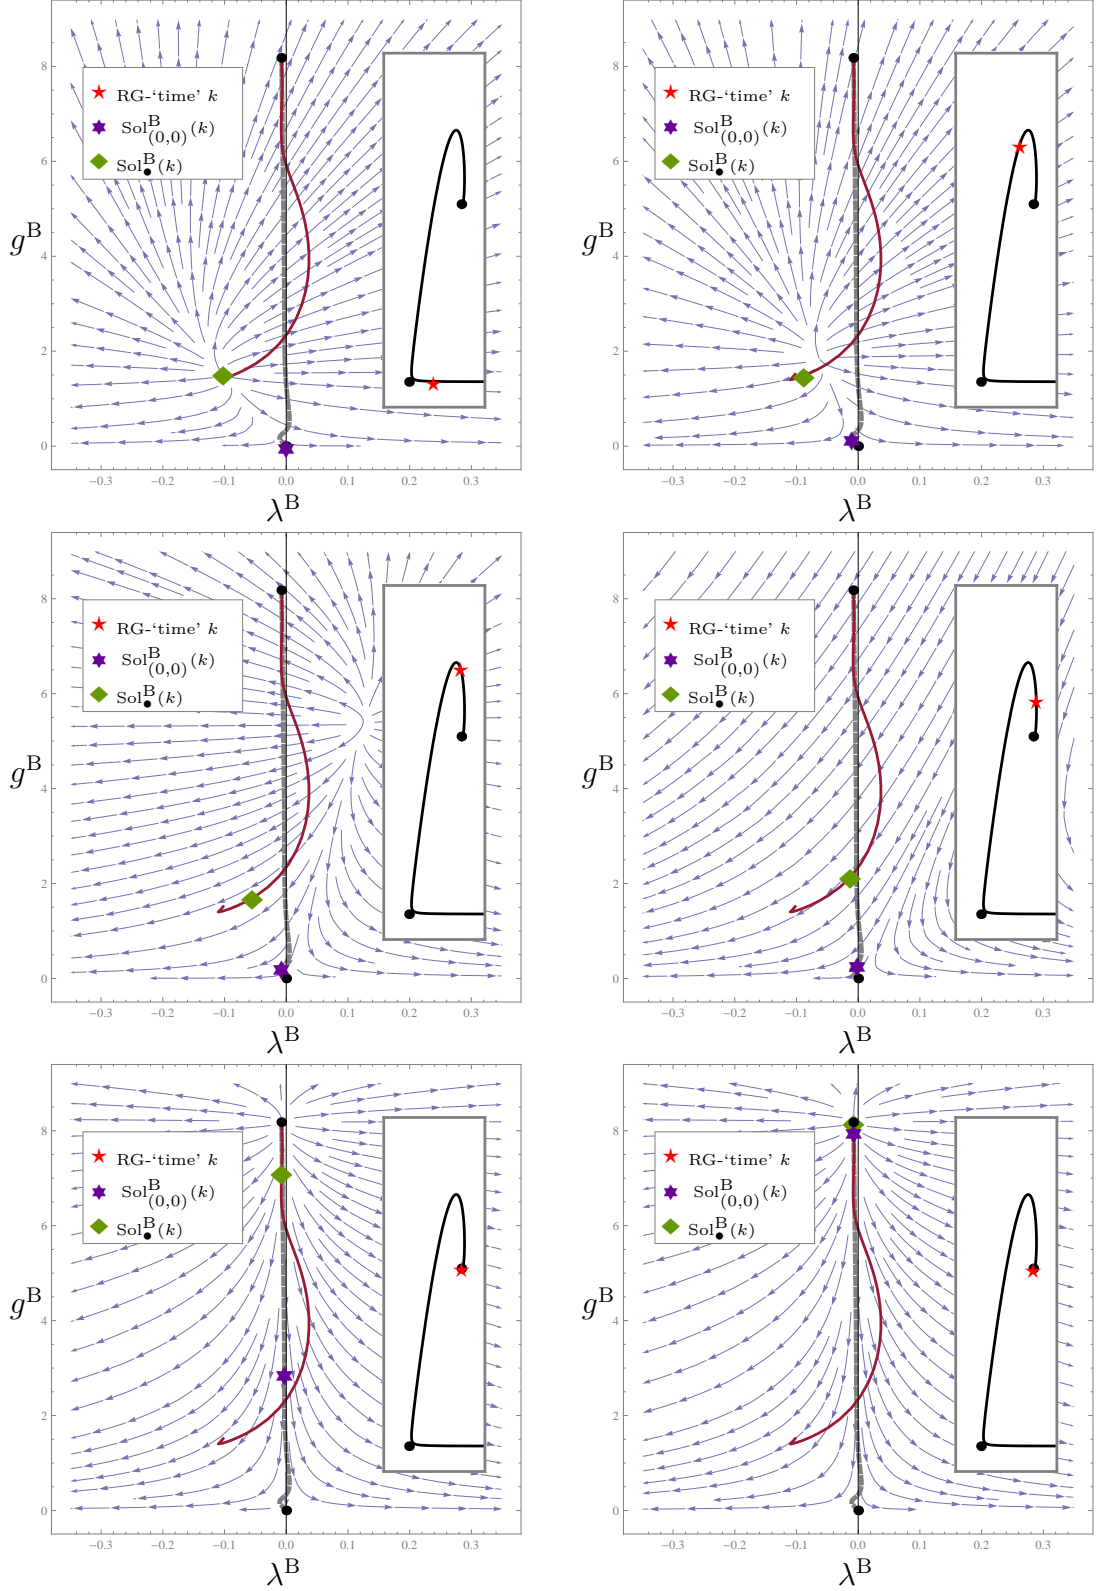 8
6
4
2
0
g^B
RG-‘time’ k
Sol^B_(0,0)(k)
Sol^B_●(k)
−0.3 −0.2 −0.1 0.0 0.1 0.2 0.3
λ^B
8
6
4
2
0
g^B
RG-‘time’ k
Sol^B_(0,0)(k)
Sol^B_●(k)
−0.3 −0.2 −0.1 0.0 0.1 0.2 0.3
λ^B
8
6
4
2
0
g^B
RG-‘time’ k
Sol^B_(0,0)(k)
Sol^B_●(k)
−0.3 −0.2 −0.1 0.0 0.1 0.2 0.3
λ^B
8
6
4
2
0
g^B
RG-‘time’ k
Sol^B_(0,0)(k)
Sol^B_●(k)
−0.3 −0.2 −0.1 0.0 0.1 0.2 0.3
λ^B
8
6
4
2
0
g^B
RG-‘time’ k
Sol^B_(0,0)(k)
Sol^B_●(k)
−0.3 −0.2 −0.1 0.0 0.1 0.2 0.3
λ^B
8
6
4
2
0
g^B
RG-‘time’ k
Sol^B_(0,0)(k)
Sol^B_●(k)
−0.3 −0.2 −0.1 0.0 0.1 0.2 0.3
λ^B